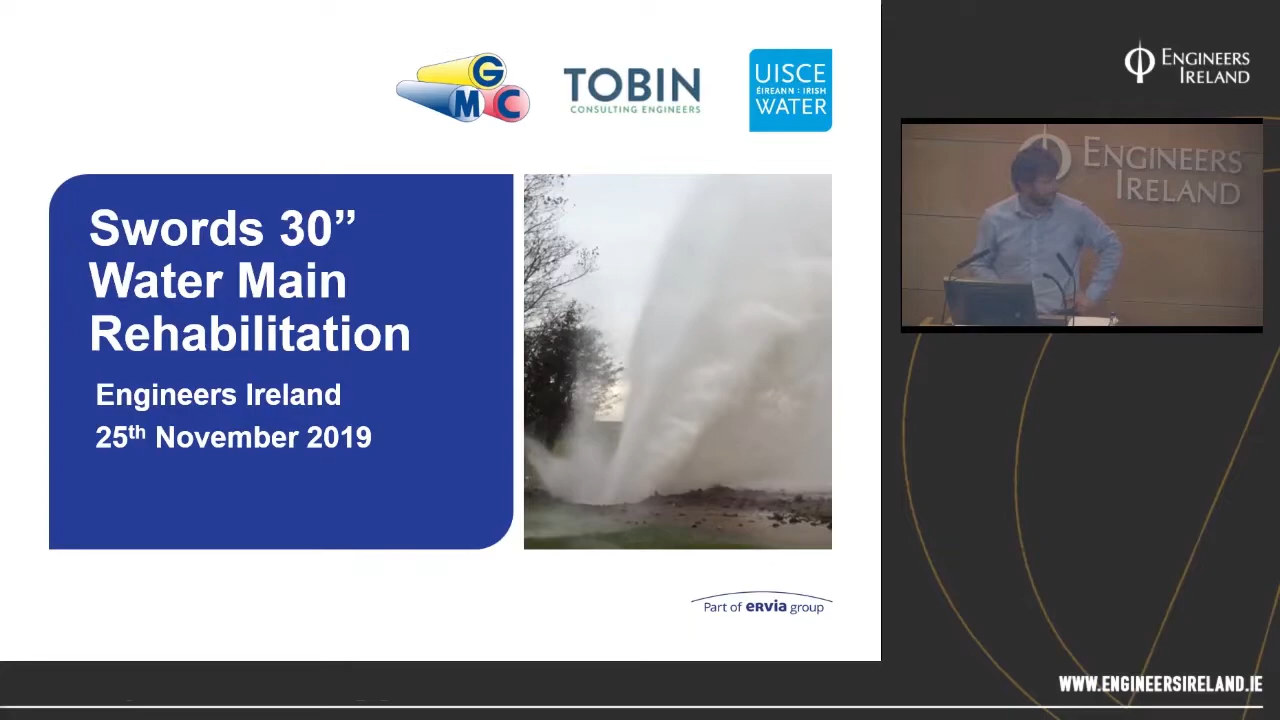 G
M C
TOBIN
CONSULTING ENGINEERS
UISCE
ÉIREANN : IRISH
WATER
ENGINEERS
IRELAND
Swords 30”
Water Main
Rehabilitation
Engineers Ireland
25th November 2019
ENGINEERS
IRELAND
Part of ervia group
WWW.ENGINEERSIRELAND.IE